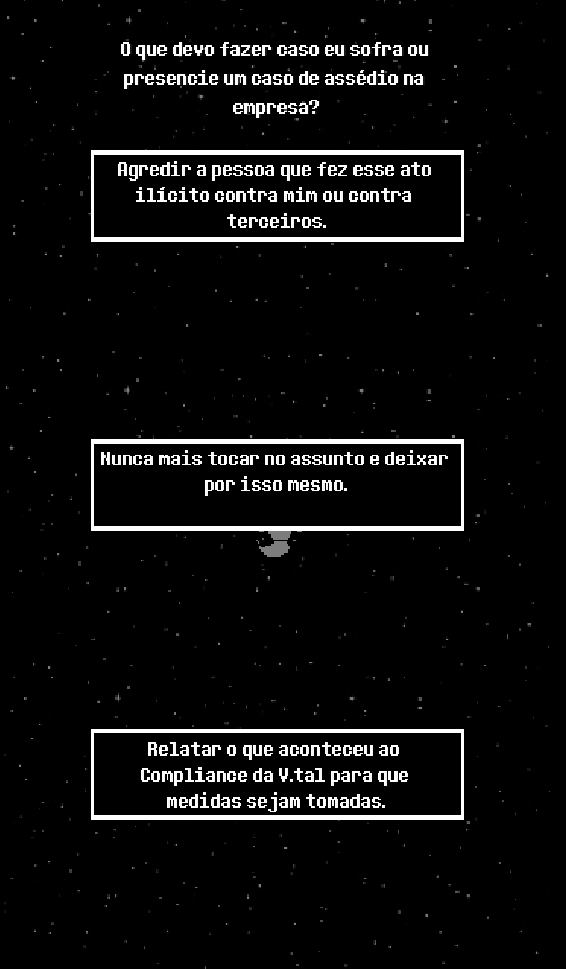 O que devo fazer caso eu sofra ou
presencie um caso de assédio na
empresa?
Agredir a pessoa que fez esse ato
ilícito contra mim ou contra
terceiros.
Nunca mais tocar no assunto e deixar
por isso mesmo.
Relatar o que aconteceu ao
Compliance da V.tal para que
medidas sejam tomadas.